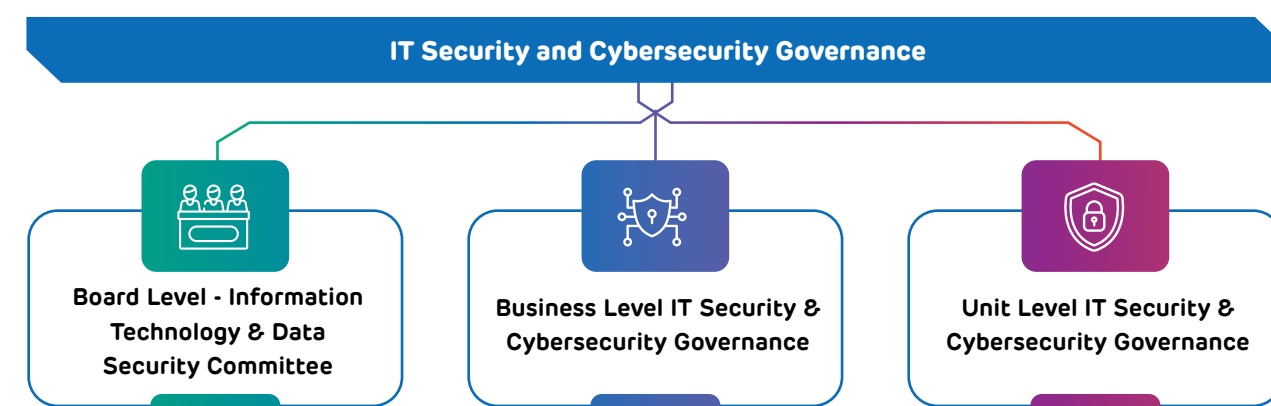 IT Security and Cybersecurity Governance
Board Level - Information
Technology & Data
Security Committee
Business Level IT Security &
Cybersecurity Governance
Unit Level IT Security &
Cybersecurity Governance